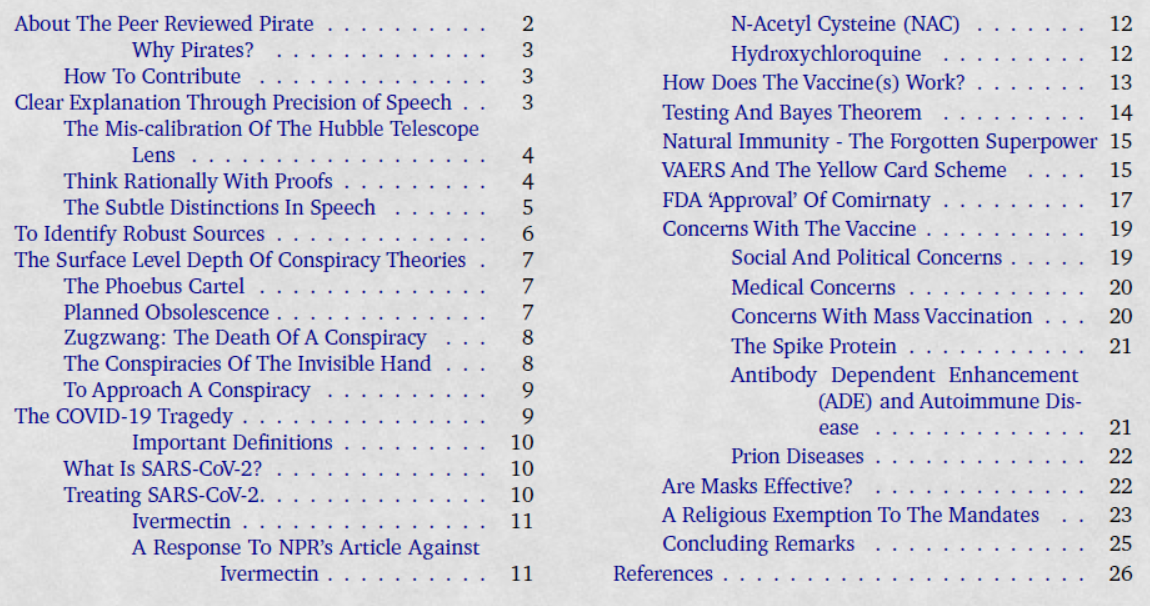 About The Peer Reviewed Pirate . . . . . . . . . . 2
Why Pirates? . . . . . . . . . . . . . 3
How To Contribute . . . . . . . . . . . . . . 3
Clear Explanation Through Precision of Speech . . 3
The Mis-calibration Of The Hubble Telescope
Lens . . . . . . . . . . . . . . . . . . 4
Think Rationally With Proofs . . . . . . . . . 4
The Subtle Distinctions In Speech . . . . . . 5
To Identify Robust Sources . . . . . . . . . . . . . 6
The Surface Level Depth Of Conspiracy Theories . 7
The Phoebus Cartel . . . . . . . . . . . . . . 7
Planned Obsolescence . . . . . . . . . . . . . 7
Zugzwang: The Death Of A Conspiracy . . . 8
The Conspiracies Of The Invisible Hand . . . 8
To Approach A Conspiracy . . . . . . . . . . 9
The COVID-19 Tragedy . . . . . . . . . . . . . . . 9
Important Definitions . . . . . . . . . 10
What Is SARS-CoV-2? . . . . . . . . . . . . . 10
Treating SARS-CoV-2. . . . . . . . . . . . . . 10
Ivermectin . . . . . . . . . . . . . . . 11
A Response To NPR's Article Against
Ivermectin . . . . . . . . . . 11
N-Acetyl Cysteine (NAC) . . . . . . . 12
Hydroxychloroquine . . . . . . . . . 12
How Does The Vaccine(s) Work? . . . . . . . 13
Testing And Bayes Theorem . . . . . . . . . 14
Natural Immunity - The Forgotten Superpower 15
VAERS And The Yellow Card Scheme . . . . 15
FDA ‘Approval’ Of Comirnaty . . . . . . . . . 17
Concerns With The Vaccine . . . . . . . . . . 19
Social And Political Concerns . . . . . 19
Medical Concerns . . . . . . . . . . . 20
Concerns With Mass Vaccination . . . 20
The Spike Protein . . . . . . . . . . . 21
Antibody Dependent Enhancement
(ADE) and Autoimmune Dis-
ease . . . . . . . . . . . . . 21
Prion Diseases . . . . . . . . . . . . . 22
Are Masks Effective? . . . . . . . . . . . . . 22
A Religious Exemption To The Mandates . . 23
Concluding Remarks . . . . . . . . . . . . . 25
References . . . . . . . . . . . . . . . . . . . . . . 26